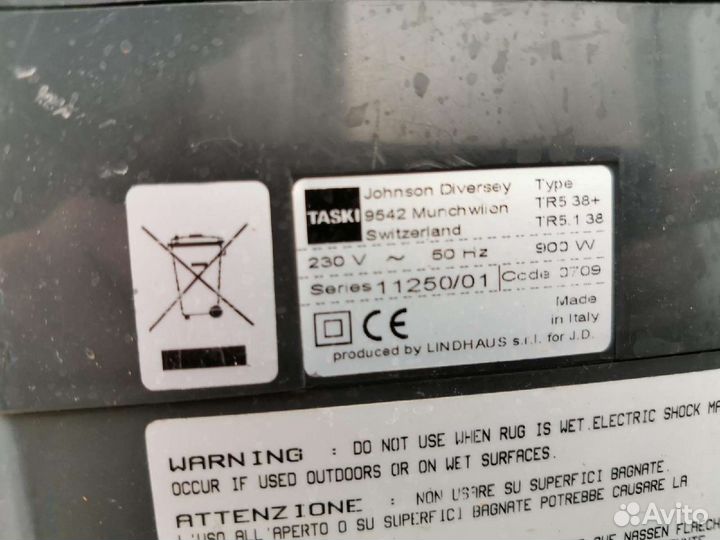 TASKI
Johnson Diversey
9542 Munchwilen
Switzerland
Type
TR5 38+
TR5.1 38
230 V ~ 50 Hz 900 W
Series 11250/01 Code 0709
CE
Made
in Italy
produced by LINDHAUS s.r.l. for J.D.
WARNING : DO NOT USE WHEN RUG IS WET.ELECTRIC SHOCK MA
OCCUR IF USED OUTDOORS OR ON WET SURFACES.
ATTENZIONE : NON USARE SU SUPERFICI BAGNATE.
L'USO ALL'APERTO O SU SUPERFICI BAGNATE POTREBBE CAUSARE LA
QUE NASSEN FLAECH
Avito